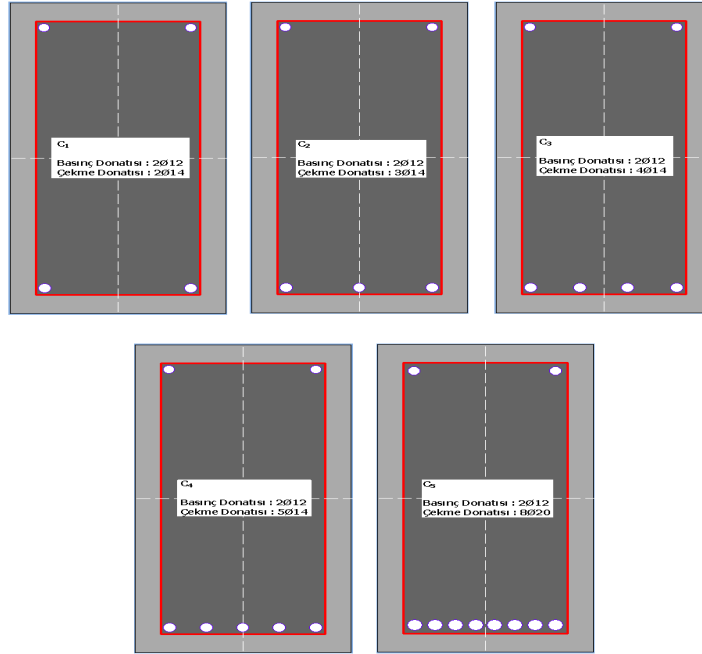 C₁
Basınç Donatısı : 2Ø12
Çekme Donatısı : 2Ø14
C₂
Basınç Donatısı : 2Ø12
Çekme Donatısı : 3Ø14
C₃
Basınç Donatısı : 2Ø12
Çekme Donatısı : 4Ø14
C₄
Basınç Donatısı : 2Ø12
Çekme Donatısı : 5Ø14
C₅
Basınç Donatısı : 2Ø12
Çekme Donatısı : 8Ø20